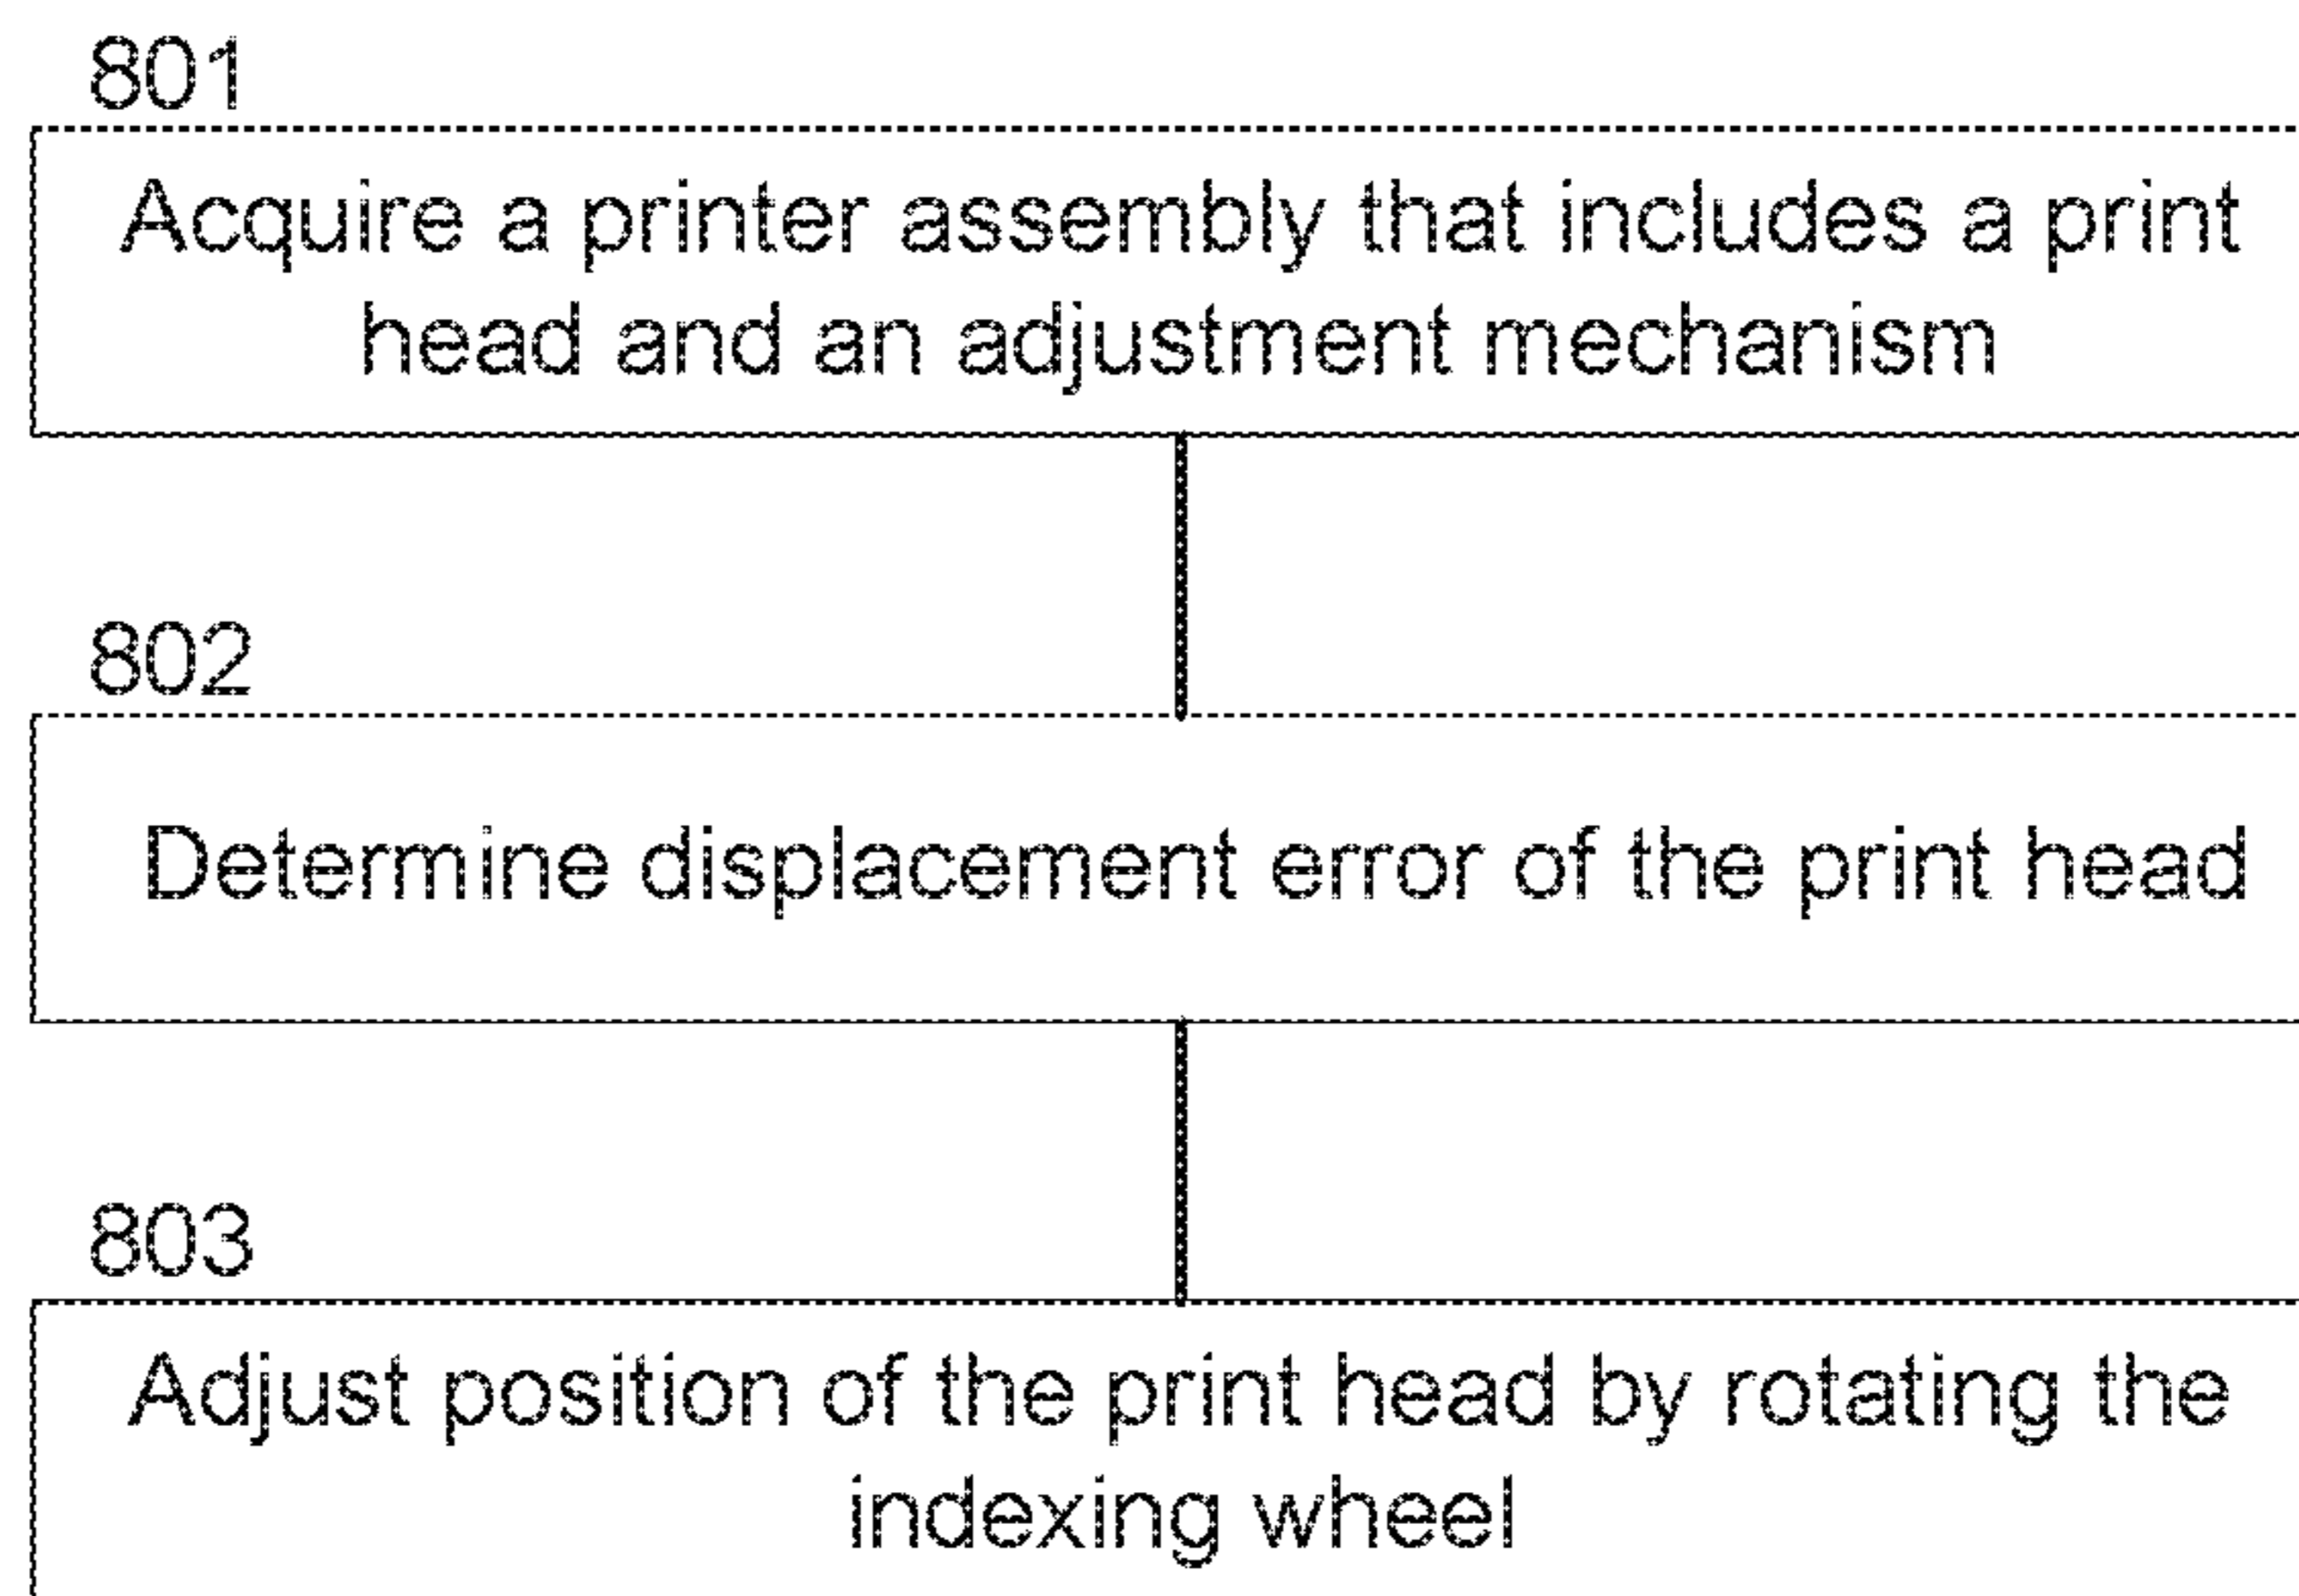 801
Acquire a printer assembly that includes a print
head and an adjustment mechanism
802
Determine displacement error of the print head
803
Adjust position of the print head by rotating the
indexing wheel